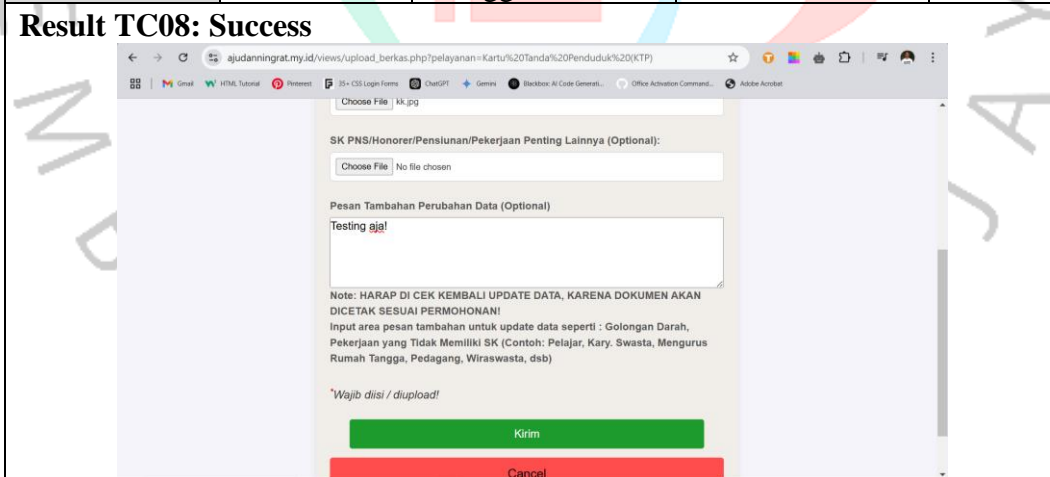 Result TC08: Success
ajudanningrat.my.id/views/upload_berkas.php?pelayanan=Kartu%20Tanda%20Penduduk%20(KTP)
Gmail HTML Tutorial Pinterest 35+ CSS Login Forms ChatGPT Gemini Blackbox: AI Code Generati... Office Activation Command... Adobe Acrobat
Choose File kk.jpg
SK PNS/Honorer/Pensiunan/Pekerjaan Penting Lainnya (Optional):
Choose File No file chosen
Pesan Tambahan Perubahan Data (Optional)
Testing aja!
Note: HARAP DI CEK KEMBALI UPDATE DATA, KARENA DOKUMEN AKAN
DICETAK SESUAI PERMOHONAN!
Input area pesan tambahan untuk update data seperti : Golongan Darah,
Pekerjaan yang Tidak Memiliki SK (Contoh: Pelajar, Kary. Swasta, Mengurus
Rumah Tangga, Pedagang, Wiraswasta, dsb)
*Wajib diisi / diupload!
Kirim
Cancel